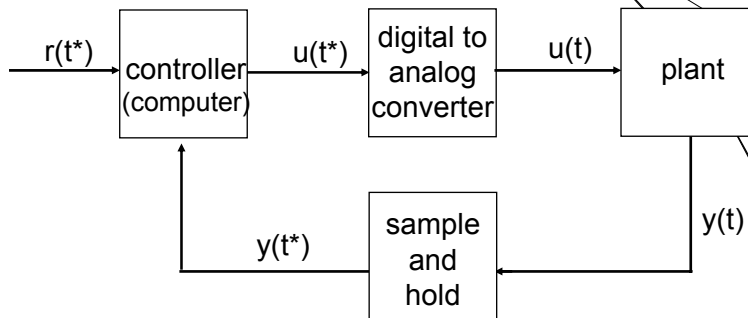 r(t*)
controller
(computer)
u(t*)
digital to
analog
converter
u(t)
plant
y(t)
sample
and
hold
y(t*)